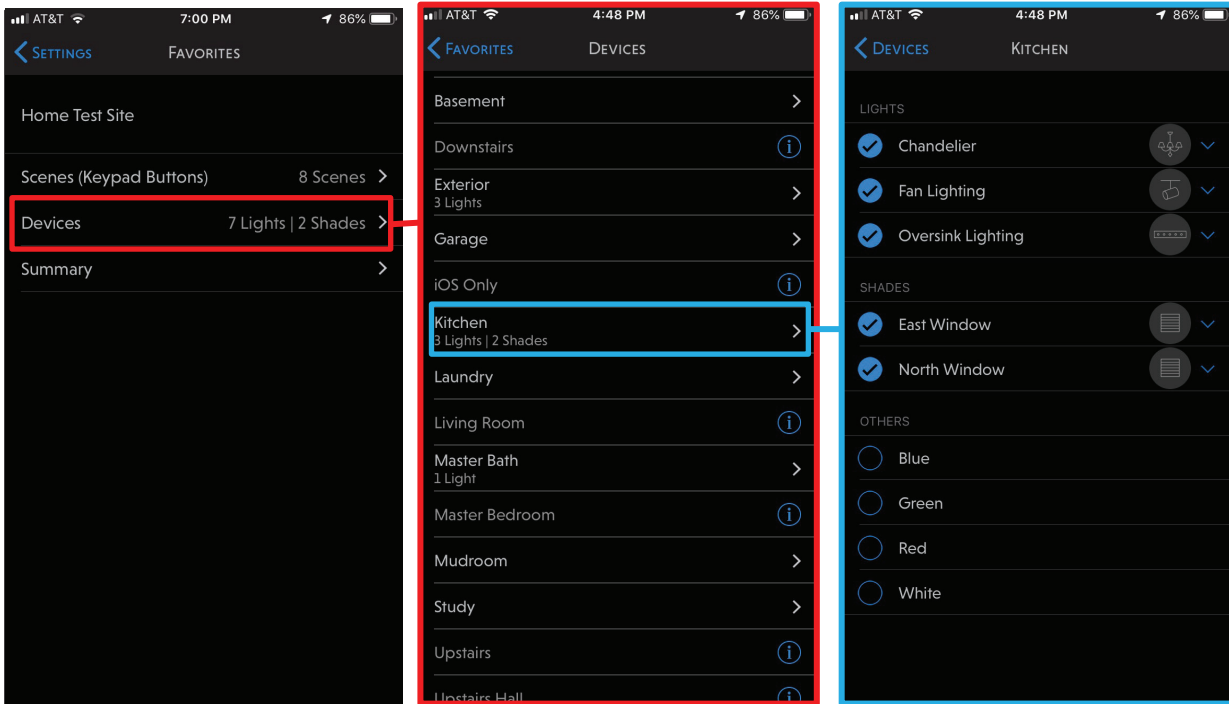 AT&T 7:00 PM 86%
SETTINGS FAVORITES
Home Test Site
Scenes (Keypad Buttons) 8 Scenes
Devices 7 Lights | 2 Shades
Summary
AT&T 4:48 PM 86%
FAVORITES DEVICES
Basement
Downstairs
Exterior
3 Lights
Garage
iOS Only
Kitchen
3 Lights | 2 Shades
Laundry
Living Room
Master Bath
1 Light
Master Bedroom
Mudroom
Study
Upstairs
Upstairs Hall
AT&T 4:48 PM 86%
DEVICES KITCHEN
LIGHTS
Chandelier
Fan Lighting
Oversink Lighting
SHADES
East Window
North Window
OTHERS
Blue
Green
Red
White